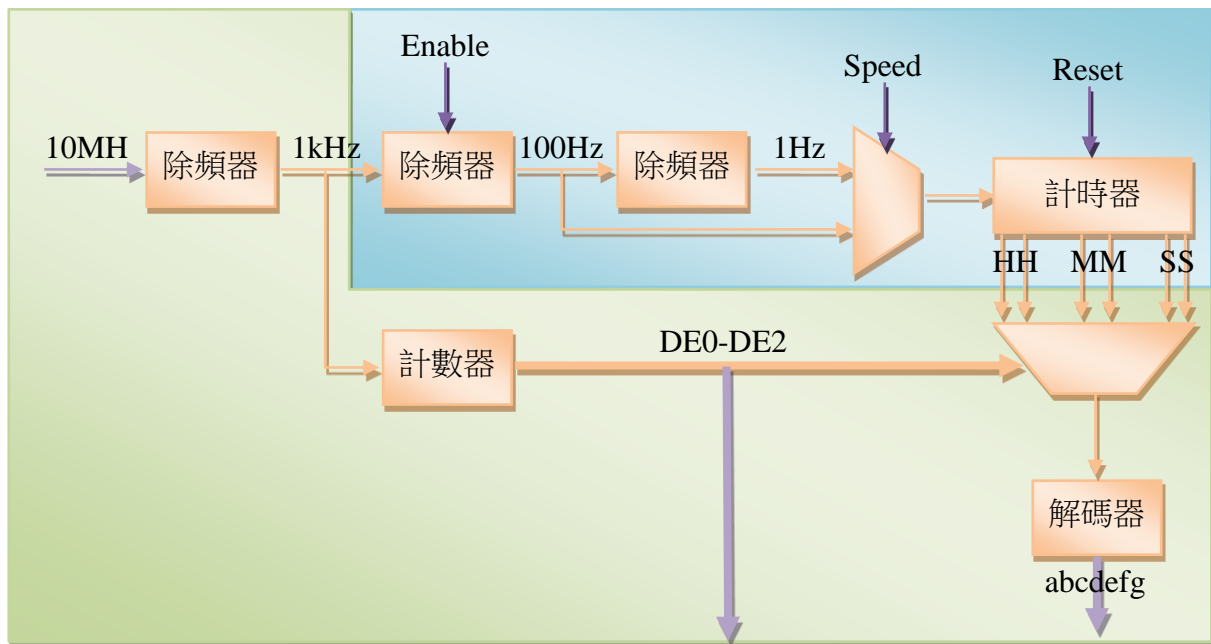 Enable
Speed
Reset
10MH
除頻器
1kHz
除頻器
100Hz
除頻器
1Hz
計時器
HH
MM
SS
計數器
DE0-DE2
解碼器
abcdefg